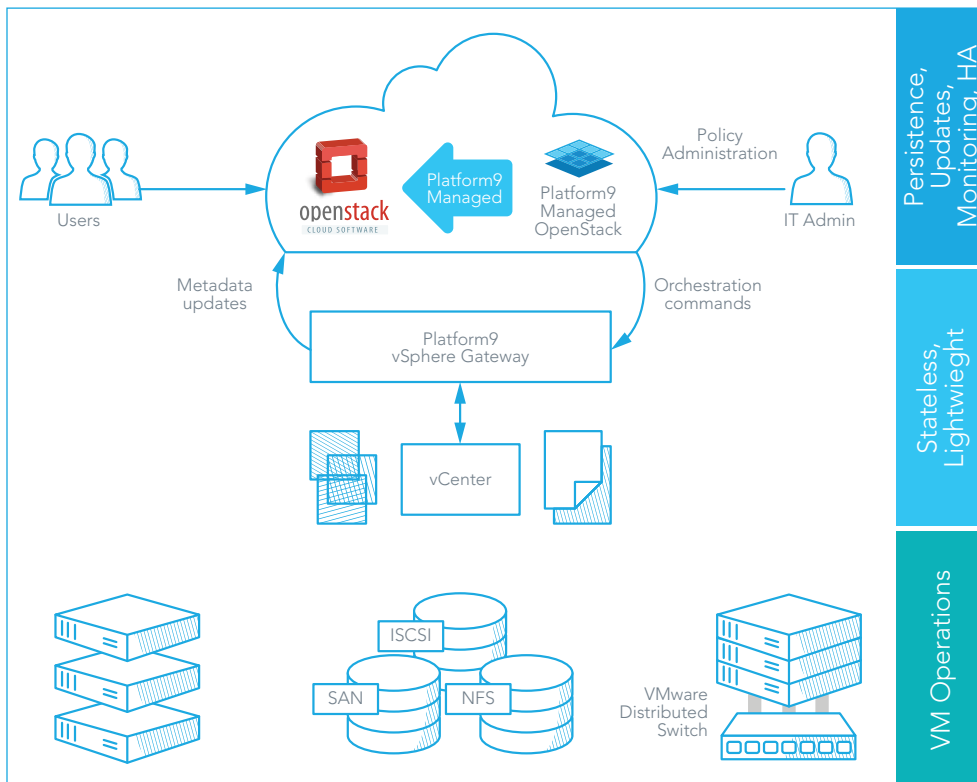 Persistence,
Updates,
Monitoring, HA
Policy
Administration
Users
openstack
CLOUD SOFTWARE
Platform9
Managed
Platform9
Managed
OpenStack
IT Admin
Metadata
updates
Orchestration
commands
Platform9
vSphere Gateway
Stateless,
Lightwieght
vCenter
ISCSI
SAN
NFS
VMware
Distributed
Switch
VM Operations